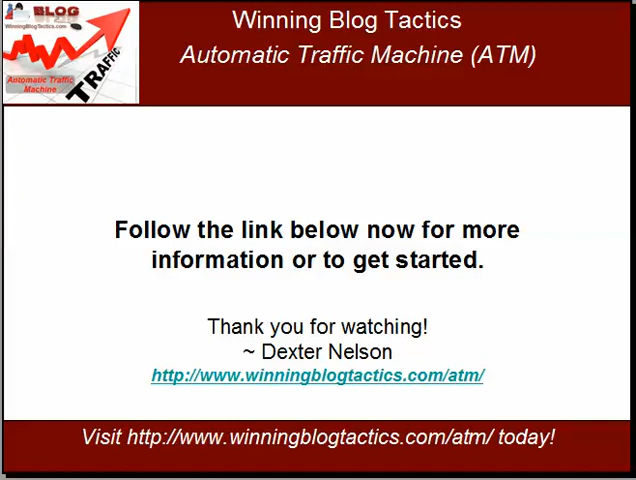 BLOG
WinningBlogTactics.com
Automatic Traffic
Machine
TRAFFIC
Winning Blog Tactics
Automatic Traffic Machine (ATM)
Follow the link below now for more
information or to get started.
Thank you for watching!
~ Dexter Nelson
http://www.winningblogtactics.com/atm/
Visit http://www.winningblogtactics.com/atm/ today!